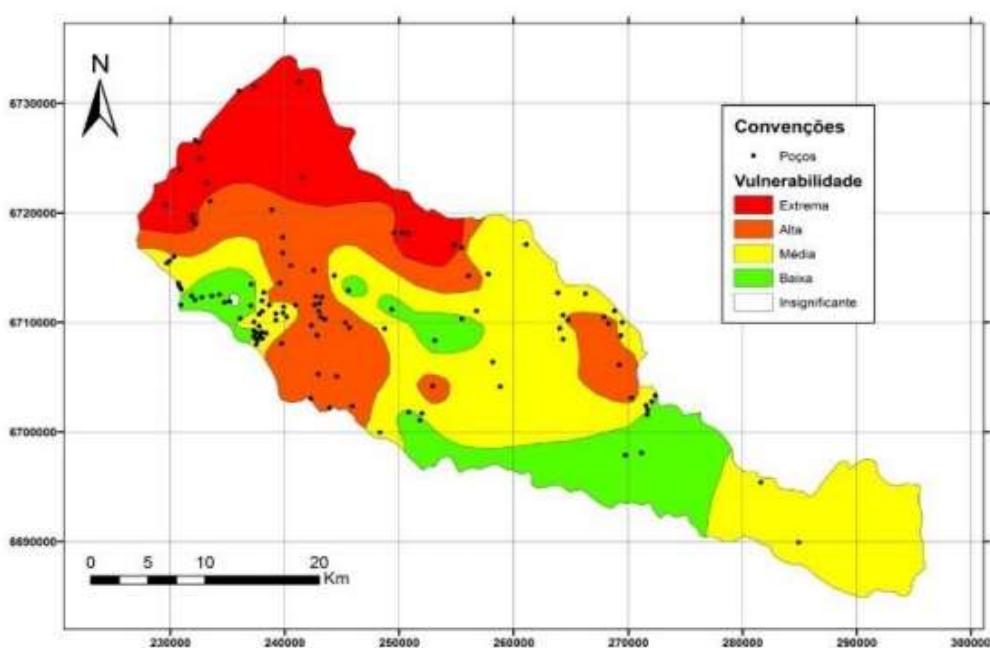 N
6730000
6720000
6710000
6700000
6690000
Convenções
Poços
Vulnerabilidade
Extrema
Alta
Média
Baixa
Insignificante
0 5 10 20
Km
230000 240000 250000 260000 270000 280000 290000 300000